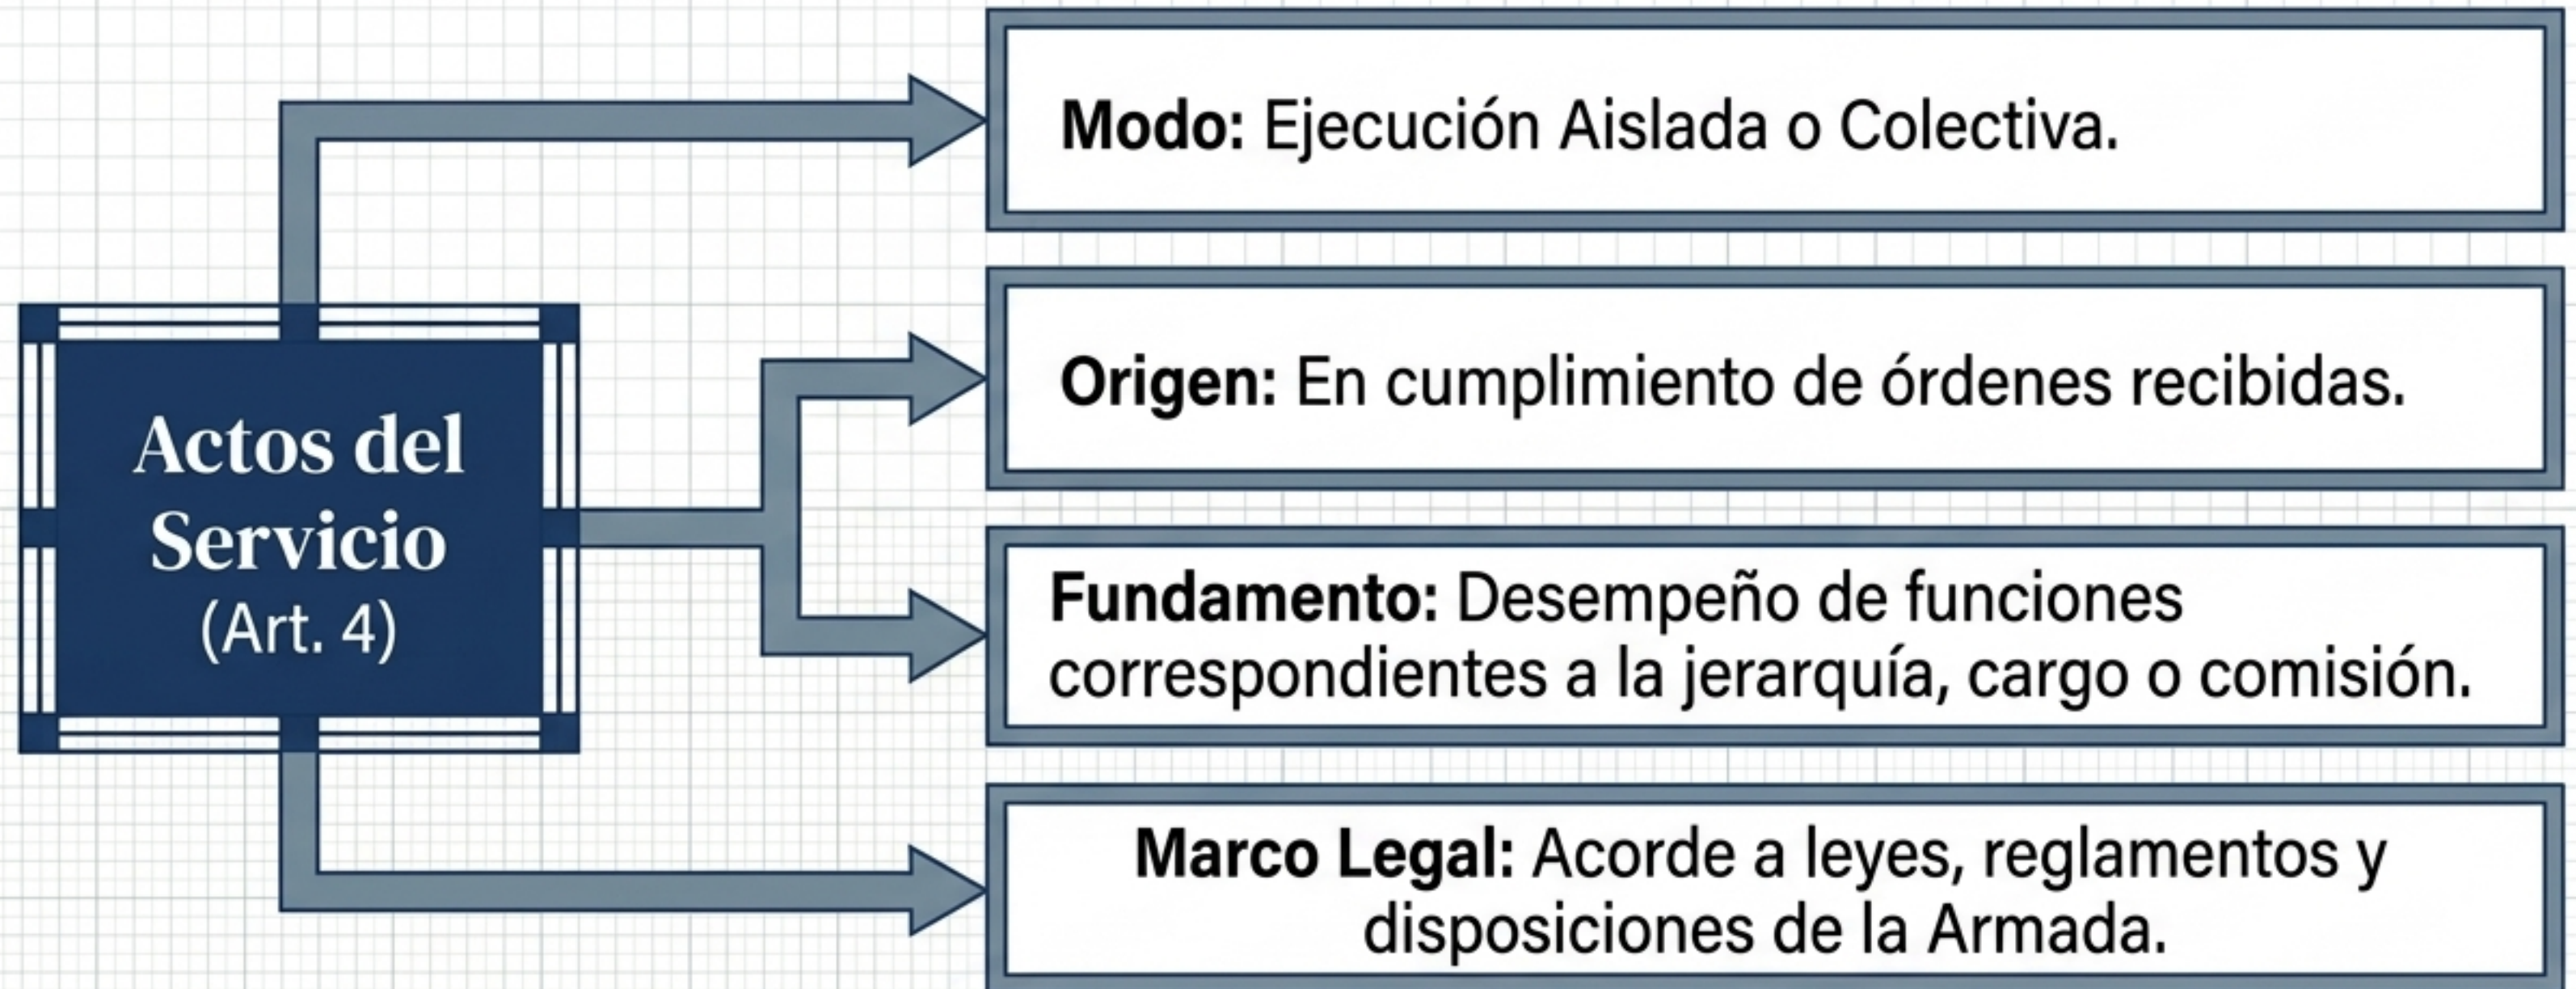 Actos del
Servicio
(Art. 4)
Modo: Ejecución Aislada o Colectiva.
Origen: En cumplimiento de órdenes recibidas.
Fundamento: Desempeño de funciones
correspondientes a la jerarquía, cargo o comisión.
Marco Legal: Acorde a leyes, reglamentos y
disposiciones de la Armada.